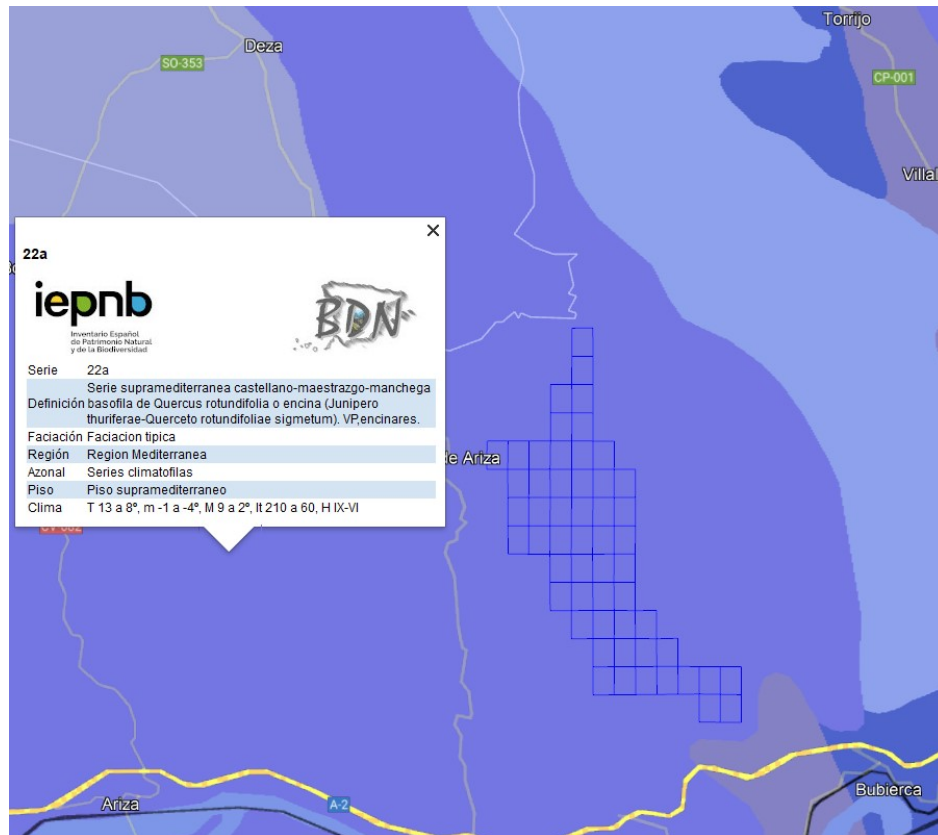 Torrijo
Deza
SO-353
CP-001
Villal
22a
iepnb
Inventario Español
de Patrimonio Natural
y de la Biodiversidad
BDN
Serie 22a
Serie supramediterranea castellano-maestrazgo-manchega
Definición basofila de Quercus rotundifolia o encina (Junipero
thuriferae-Querceto rotundifoliae sigmetum). VP,encinares.
Faciación Faciacion tipica
Región Region Mediterranea
Azonal Series climatofilas
Piso Piso supramediterraneo
Clima T 13 a 8º, m -1 a -4º, M 9 a 2º, It 210 a 60, H IX-VI
de Ariza
Ariza
A-2
Bubierca